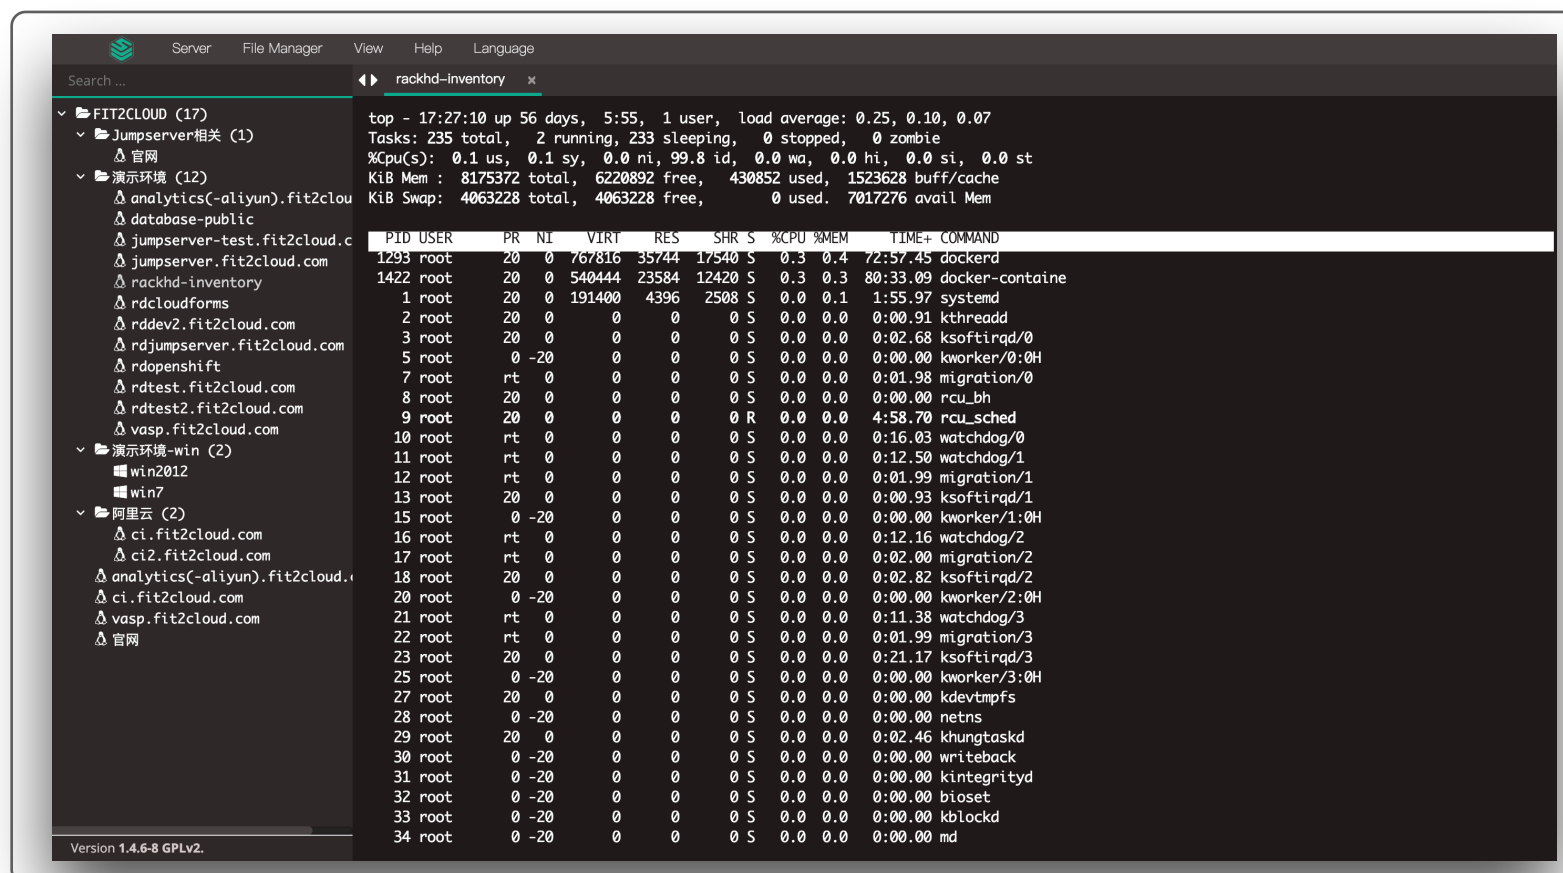 Server File Manager View Help Language
Search ...
rackhd-inventory ×
FIT2CLOUD (17)
Jumpserver相关 (1)
官网
演示环境 (12)
analytics(-aliyun).fit2clou
database-public
jumpserver-test.fit2cloud.c
jumpserver.fit2cloud.com
rackhd-inventory
rdcloudforms
rddev2.fit2cloud.com
rdjumpserver.fit2cloud.com
rdopenshift
rdtest.fit2cloud.com
rdtest2.fit2cloud.com
vasp.fit2cloud.com
演示环境-win (2)
win2012
win7
阿里云 (2)
ci.fit2cloud.com
ci2.fit2cloud.com
analytics(-aliyun).fit2cloud.
ci.fit2cloud.com
vasp.fit2cloud.com
官网
Version 1.4.6-8 GPLv2.
top - 17:27:10 up 56 days,  5:55,  1 user,  load average: 0.25, 0.10, 0.07
Tasks: 235 total,   2 running, 233 sleeping,   0 stopped,   0 zombie
%Cpu(s):  0.1 us,  0.1 sy,  0.0 ni, 99.8 id,  0.0 wa,  0.0 hi,  0.0 si,  0.0 st
KiB Mem :  8175372 total,  6220892 free,   430852 used,  1523628 buff/cache
KiB Swap:  4063228 total,  4063228 free,        0 used.  7017276 avail Mem
PID USER      PR  NI    VIRT    RES    SHR S  %CPU %MEM     TIME+ COMMAND
1293 root      20   0  767816  35744  17540 S   0.3  0.4  72:57.45 dockerd
1422 root      20   0  540444  23584  12420 S   0.3  0.3  80:33.09 docker-containe
1 root      20   0  191400   4396   2508 S   0.0  0.1   1:55.97 systemd
2 root      20   0       0      0      0 S   0.0  0.0   0:00.91 kthreadd
3 root      20   0       0      0      0 S   0.0  0.0   0:02.68 ksoftirqd/0
5 root       0 -20       0      0      0 S   0.0  0.0   0:00.00 kworker/0:0H
7 root      rt   0       0      0      0 S   0.0  0.0   0:01.98 migration/0
8 root      20   0       0      0      0 S   0.0  0.0   0:00.00 rcu_bh
9 root      20   0       0      0      0 R   0.0  0.0   4:58.70 rcu_sched
10 root      rt   0       0      0      0 S   0.0  0.0   0:16.03 watchdog/0
11 root      rt   0       0      0      0 S   0.0  0.0   0:12.50 watchdog/1
12 root      rt   0       0      0      0 S   0.0  0.0   0:01.99 migration/1
13 root      20   0       0      0      0 S   0.0  0.0   0:00.93 ksoftirqd/1
15 root       0 -20       0      0      0 S   0.0  0.0   0:00.00 kworker/1:0H
16 root      rt   0       0      0      0 S   0.0  0.0   0:12.16 watchdog/2
17 root      rt   0       0      0      0 S   0.0  0.0   0:02.00 migration/2
18 root      20   0       0      0      0 S   0.0  0.0   0:02.82 ksoftirqd/2
20 root       0 -20       0      0      0 S   0.0  0.0   0:00.00 kworker/2:0H
21 root      rt   0       0      0      0 S   0.0  0.0   0:11.38 watchdog/3
22 root      rt   0       0      0      0 S   0.0  0.0   0:01.99 migration/3
23 root      20   0       0      0      0 S   0.0  0.0   0:21.17 ksoftirqd/3
25 root       0 -20       0      0      0 S   0.0  0.0   0:00.00 kworker/3:0H
27 root      20   0       0      0      0 S   0.0  0.0   0:00.00 kdevtmpfs
28 root       0 -20       0      0      0 S   0.0  0.0   0:00.00 netns
29 root      20   0       0      0      0 S   0.0  0.0   0:02.46 khungtaskd
30 root       0 -20       0      0      0 S   0.0  0.0   0:00.00 writeback
31 root       0 -20       0      0      0 S   0.0  0.0   0:00.00 kintegrityd
32 root       0 -20       0      0      0 S   0.0  0.0   0:00.00 bioset
33 root       0 -20       0      0      0 S   0.0  0.0   0:00.00 kblockd
34 root       0 -20       0      0      0 S   0.0  0.0   0:00.00 md